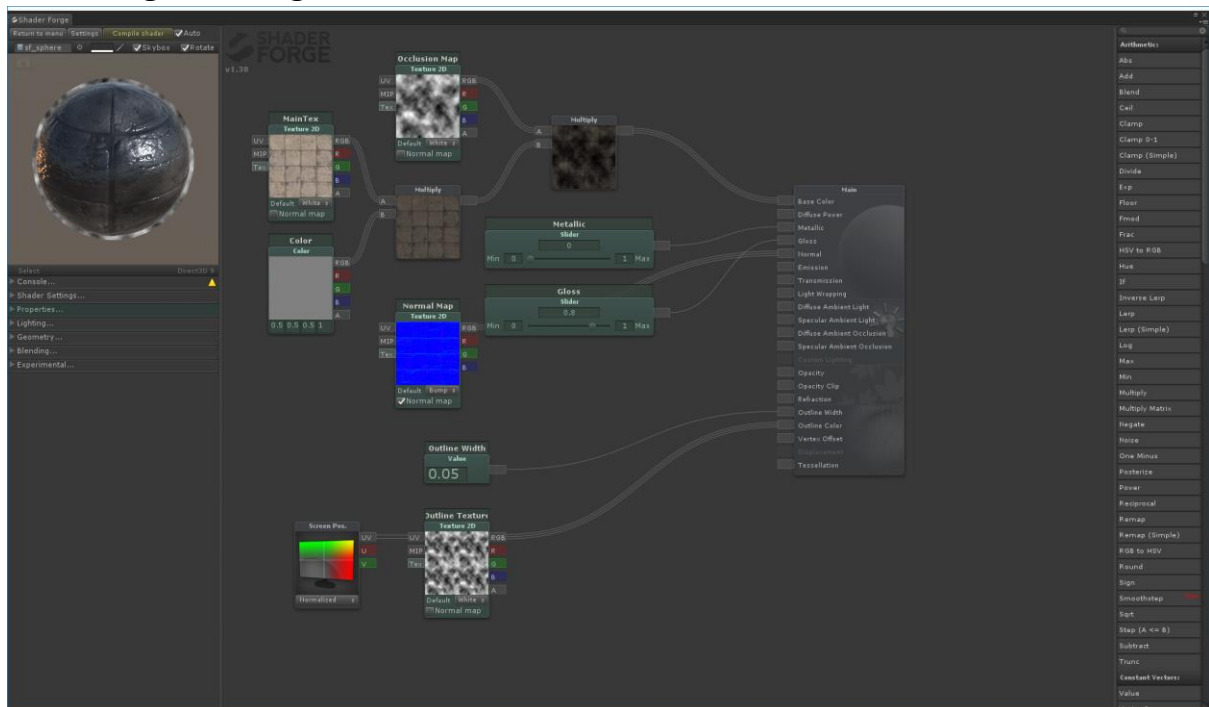 Shader Forge
Return to menu Settings Compile shader Auto
sf_sphere Skybox Rotate
SHADER FORGE
v1.38
Select Direct3D 9
Console...
Shader Settings...
Properties...
Lighting...
Geometry...
Blending...
Experimental...
Occlusion Map
Texture 2D
UV RGB
MIP R
Tex G
B
A
Default White
Normal map
MainTex
Texture 2D
UV RGB
MIP R
Tex G
B
A
Default White
Normal map
Multiply
A
B
Multiply
A
B
Color
Color
RGB
R
G
B
A
0.5 0.5 0.5 1
Metallic
Slider
0
Min 0 1 Max
Gloss
Slider
0.8
Min 0 1 Max
Normal Map
Texture 2D
UV RGB
MIP R
Tex G
B
Default Bump
Normal map
Outline Width
Value
0.05
Screen Pos.
UV
U
V
Normalized
Outline Texture
Texture 2D
UV RGB
MIP R
Tex G
B
A
Default White
Normal map
Main
Base Color
Diffuse Power
Metallic
Gloss
Normal
Emission
Transmission
Light Wrapping
Diffuse Ambient Light
Specular Ambient Light
Diffuse Ambient Occlusion
Specular Ambient Occlusion
Custom Lighting
Opacity
Opacity Clip
Refraction
Outline Width
Outline Color
Vertex Offset
Displacement
Tessellation
Arithmetic:
Abs
Add
Blend
Ceil
Clamp
Clamp 0-1
Clamp (Simple)
Divide
Exp
Floor
Fmod
Frac
HSV to RGB
Hue
If
Inverse Lerp
Lerp
Lerp (Simple)
Log
Max
Min
Multiply
Multiply Matrix
Negate
Noise
One Minus
Posterize
Power
Reciprocal
Remap
Remap (Simple)
RGB to HSV
Round
Sign
Smoothstep
Sqrt
Step (A <= B)
Subtract
Trunc
Constant Vectors:
Value